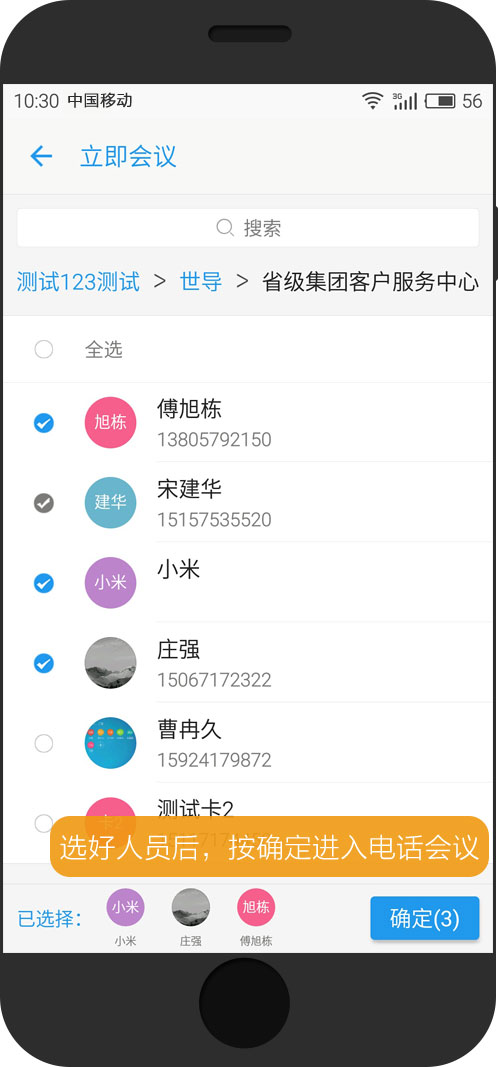 10:30 中国移动 3G 56
立即会议
搜索
测试123测试 > 世导 > 省级集团客户服务中心
全选
旭栋 傅旭栋
13805792150
建华 宋建华
15157535520
小米 小米
庄强
15067172322
曹冉久
15924179872
卡2 测试卡2
选好人员后，按确定进入电话会议
已选择： 小米 旭栋 确定(3)
小米 庄强 傅旭栋